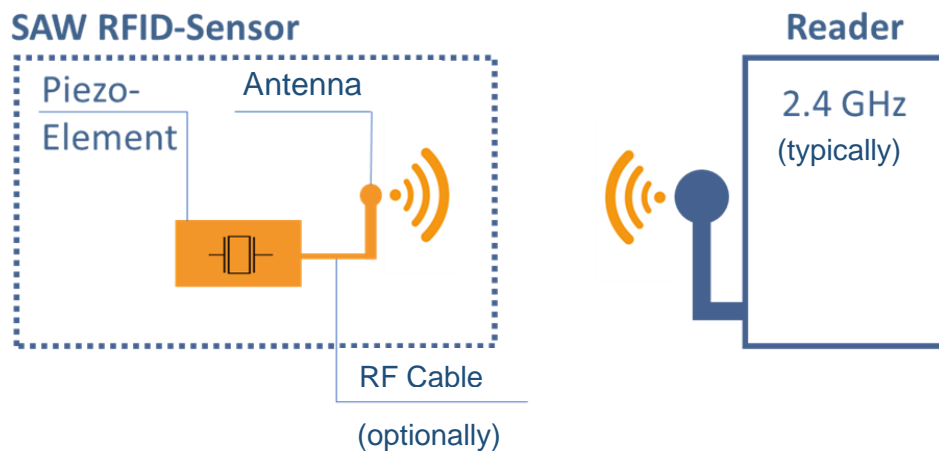 SAW RFID-Sensor
Reader
Piezo-
Element
Antenna
2.4 GHz
(typically)
RF Cable
(optionally)